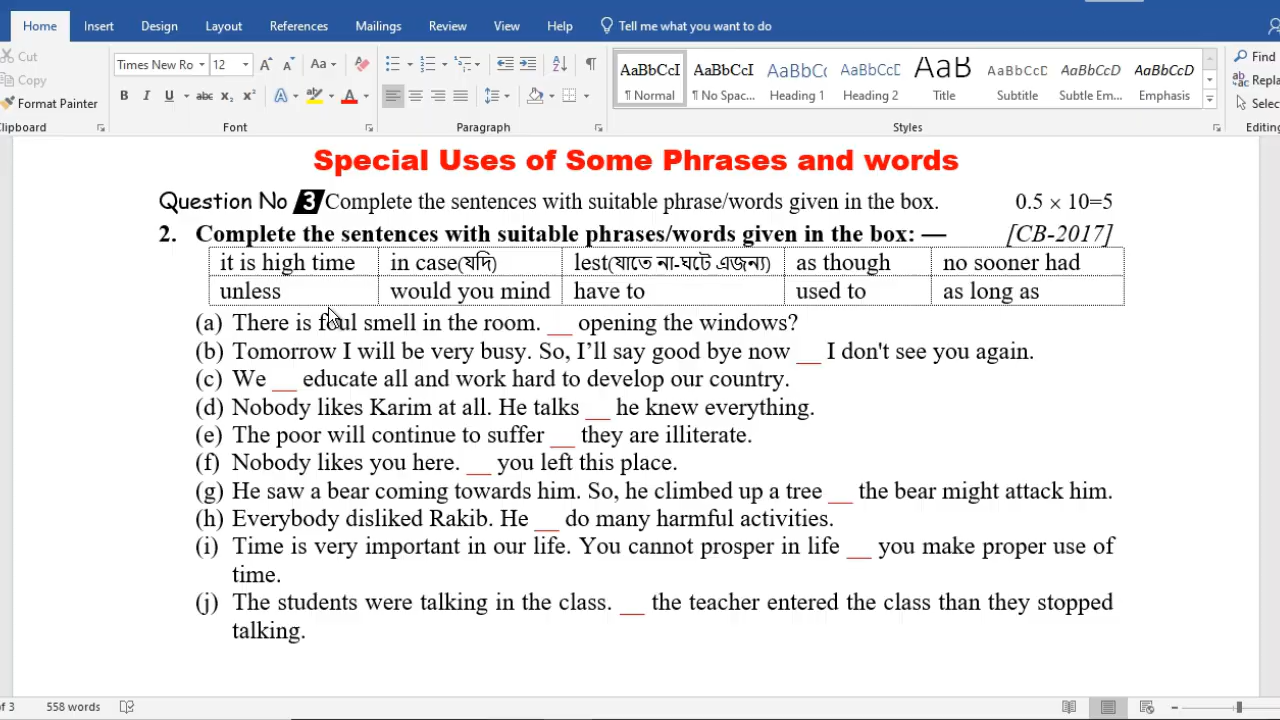 Home Insert Design Layout References Mailings Review View Help Tell me what you want to do
Cut
Copy
Format Painter
Times New Ro 12
Aa
B I U abc x₂ x² A ab A
AaBbCcI AaBbCcI AaBbC AaBbCcD AaB AaBbCcD AaBbCcD AaBbCcD
¶ Normal ¶ No Spac... Heading 1 Heading 2 Title Subtitle Subtle Em... Emphasis
Find
Font Paragraph Styles
Special Uses of Some Phrases and words
Question No 3 Complete the sentences with suitable phrase/words given in the box. 0.5 × 10=5
2. Complete the sentences with suitable phrases/words given in the box: — [CB-2017]
it is high time in case(যদি) lest(যাতে না-ঘটে এজন্য) as though no sooner had
unless would you mind have to used to as long as
(a) There is foul smell in the room. __ opening the windows?
(b) Tomorrow I will be very busy. So, I’ll say good bye now __ I don't see you again.
(c) We __ educate all and work hard to develop our country.
(d) Nobody likes Karim at all. He talks __ he knew everything.
(e) The poor will continue to suffer __ they are illiterate.
(f) Nobody likes you here. __ you left this place.
(g) He saw a bear coming towards him. So, he climbed up a tree __ the bear might attack him.
(h) Everybody disliked Rakib. He __ do many harmful activities.
(i) Time is very important in our life. You cannot prosper in life __ you make proper use of
time.
(j) The students were talking in the class. __ the teacher entered the class than they stopped
talking.
of 3 558 words